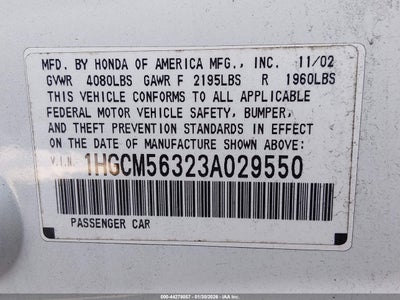 MFD. BY HONDA OF AMERICA MFG., INC. 11/02
GVWR 4080LBS GAWR F 2195LBS R 1960LBS
THIS VEHICLE CONFORMS TO ALL APPLICABLE
FEDERAL MOTOR VEHICLE SAFETY, BUMPER,
AND THEFT PREVENTION STANDARDS IN EFFECT
ON THE DATE OF MANUFACTURE SHOWN ABOVE.
V.I.N. 1HGCM56323A029550
PASSENGER CAR